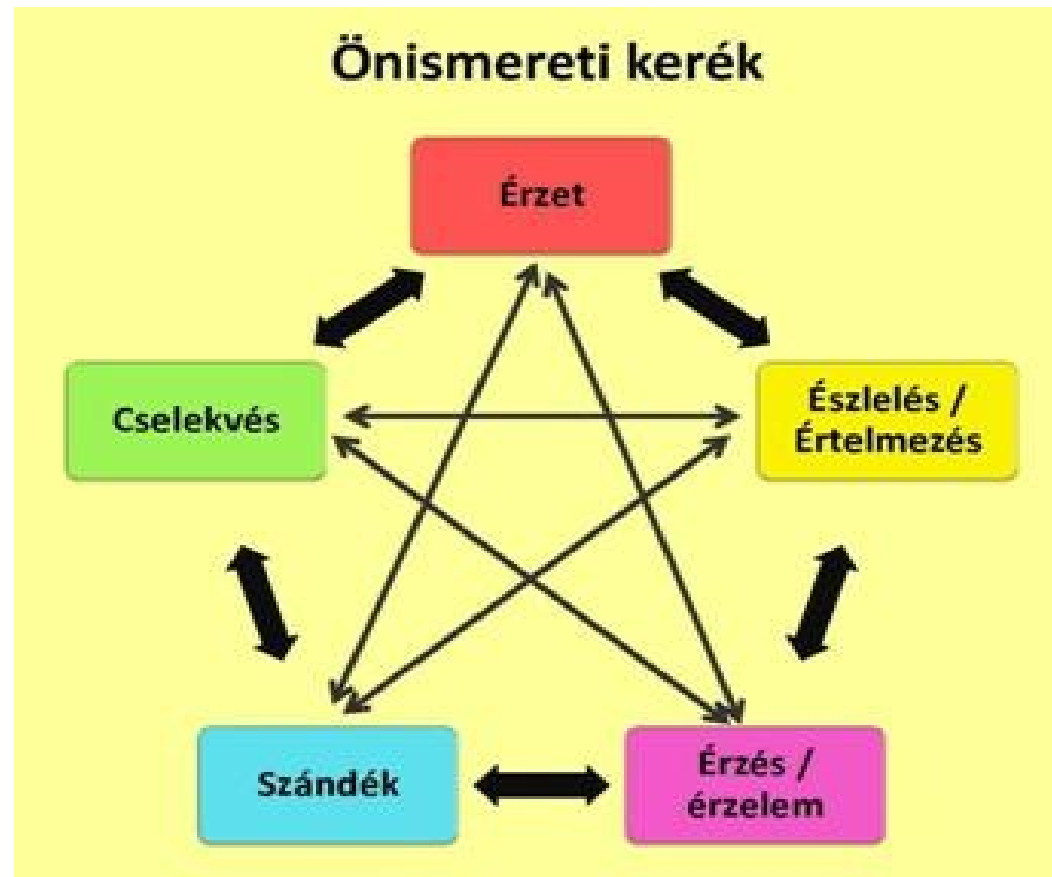 Önismereti kerék
Érzet
Cselekvés
Észlelés /
Értelmezés
Szándék
Érzés /
érzelem